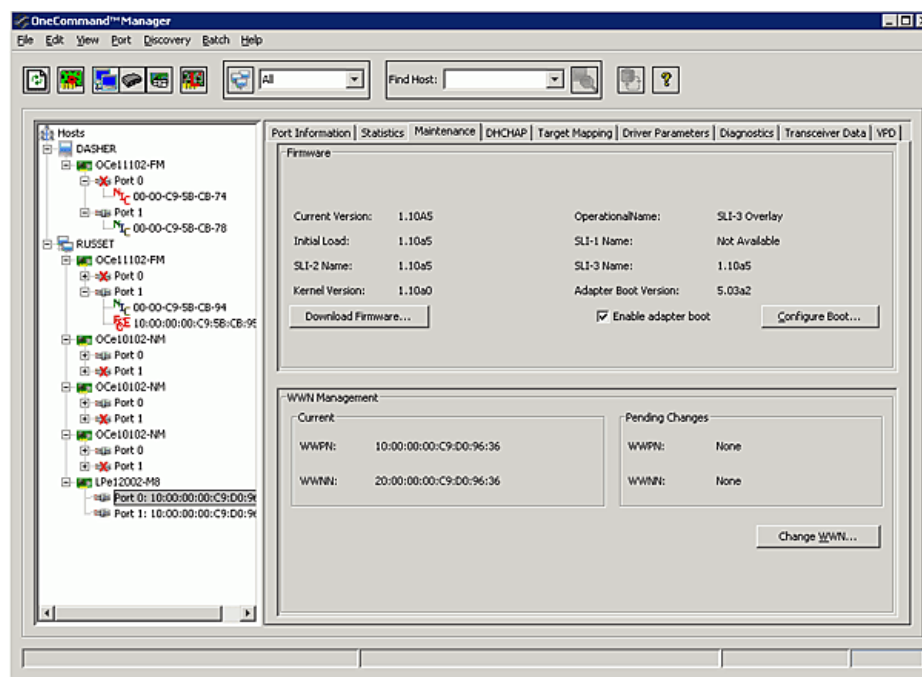 OneCommand™Manager
File Edit View Port Discovery Batch Help
All
Find Host:
Hosts
DASHER
OCe11102-FM
Port 0
NIC 00-00-C9-5B-CB-74
Port 1
NIC 00-00-C9-5B-CB-78
RUSSET
OCe11102-FM
Port 0
Port 1
NIC 00-00-C9-5B-CB-94
FCoE 10:00:00:00:C9:5B:CB:95
OCe10102-NM
Port 0
Port 1
OCe10102-NM
Port 0
Port 1
OCe10102-NM
Port 0
Port 1
LPe12002-M8
Port 0: 10:00:00:00:C9:D0:96
Port 1: 10:00:00:00:C9:D0:96
Port Information Statistics Maintenance DHCHAP Target Mapping Driver Parameters Diagnostics Transceiver Data VPD
Firmware
Current Version: 1.10A5 OperationalName: SLI-3 Overlay
Initial Load: 1.10a5 SLI-1 Name: Not Available
SLI-2 Name: 1.10a5 SLI-3 Name: 1.10a5
Kernel Version: 1.10a0 Adapter Boot Version: 5.03a2
Download Firmware... Enable adapter boot Configure Boot...
WWN Management
Current Pending Changes
WWPN: 10:00:00:00:C9:D0:96:36 WWPN: None
WWNN: 20:00:00:00:C9:D0:96:36 WWNN: None
Change WWN...